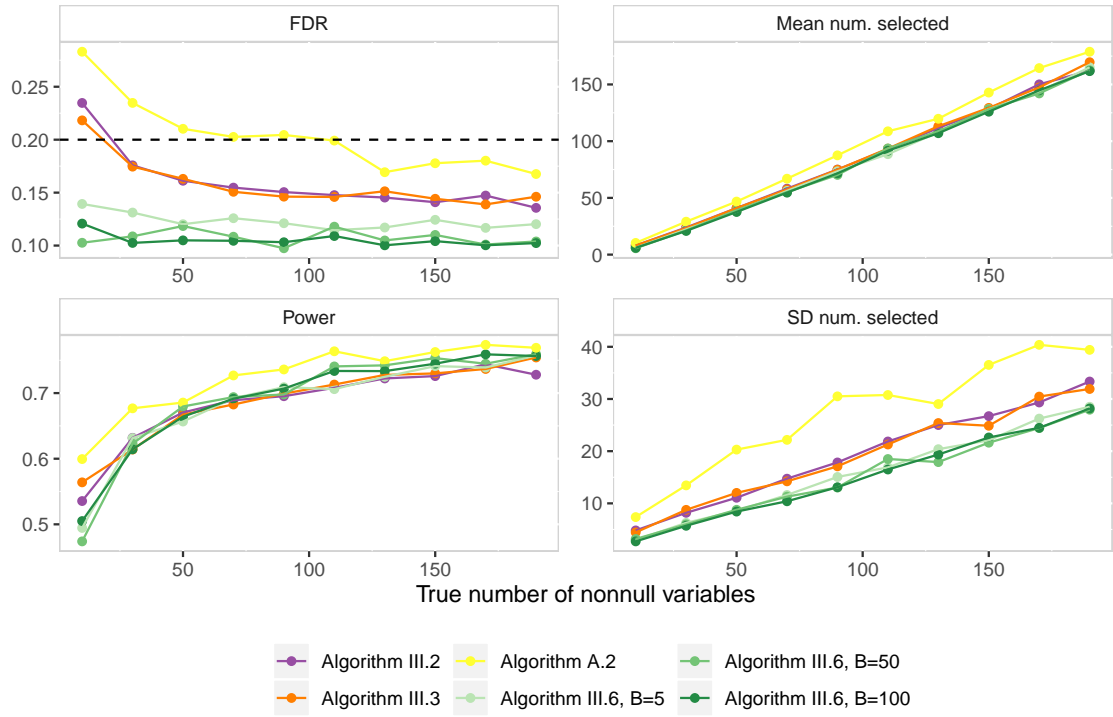 FDR
Mean num. selected
0.25
0.20
0.15
0.10
150
100
50
0
50 100 150
50 100 150
Power
SD num. selected
0.7
0.6
0.5
40
30
20
10
50 100 150
50 100 150
True number of nonnull variables
Algorithm III.2
Algorithm A.2
Algorithm III.6, B=50
Algorithm III.3
Algorithm III.6, B=5
Algorithm III.6, B=100